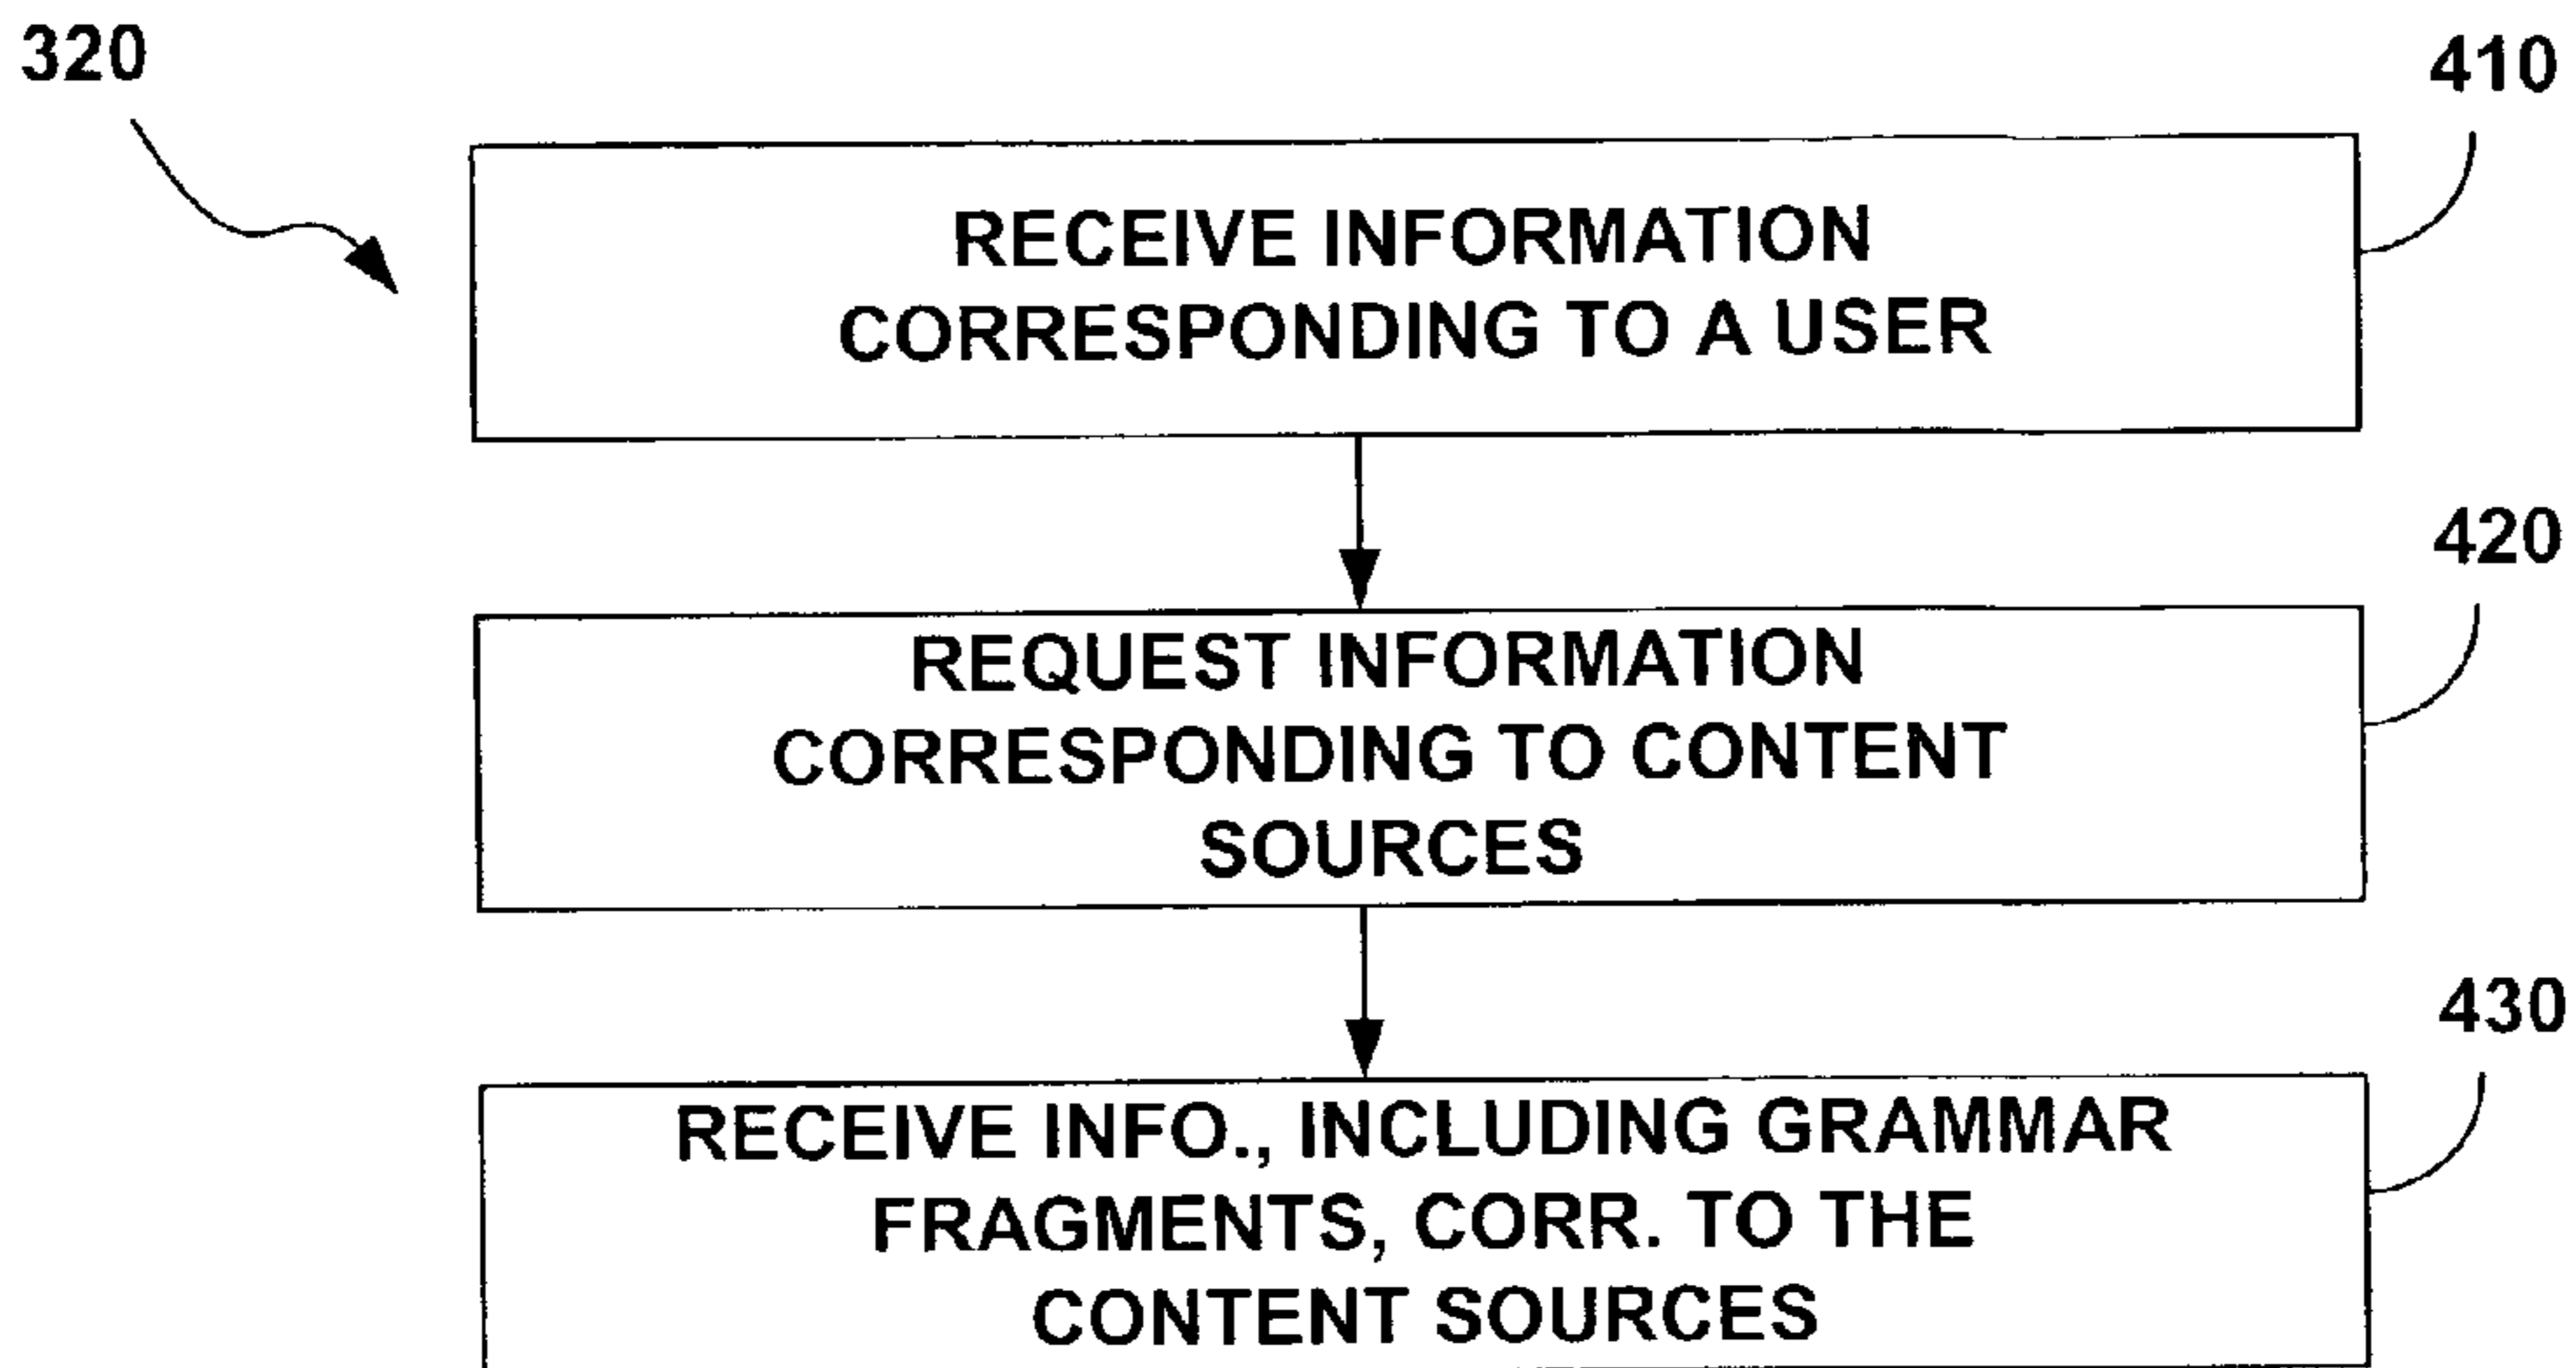 320
410
RECEIVE INFORMATION
CORRESPONDING TO A USER
420
REQUEST INFORMATION
CORRESPONDING TO CONTENT
SOURCES
430
RECEIVE INFO., INCLUDING GRAMMAR
FRAGMENTS, CORR. TO THE
CONTENT SOURCES